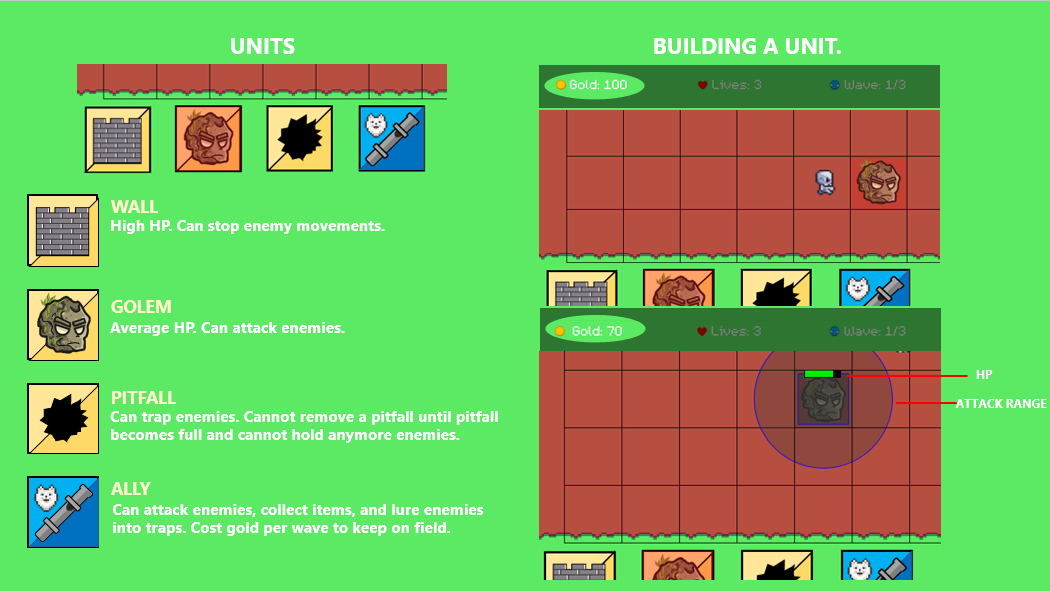 UNITS
WALL
High HP. Can stop enemy movements.
GOLEM
Average HP. Can attack enemies.
PITFALL
Can trap enemies. Cannot remove a pitfall until pitfall
becomes full and cannot hold anymore enemies.
ALLY
Can attack enemies, collect items, and lure enemies
into traps. Cost gold per wave to keep on field.
BUILDING A UNIT.
Gold: 100 Lives: 3 Wave: 1/3
Gold: 70 Lives: 3 Wave: 1/3
HP
ATTACK RANGE